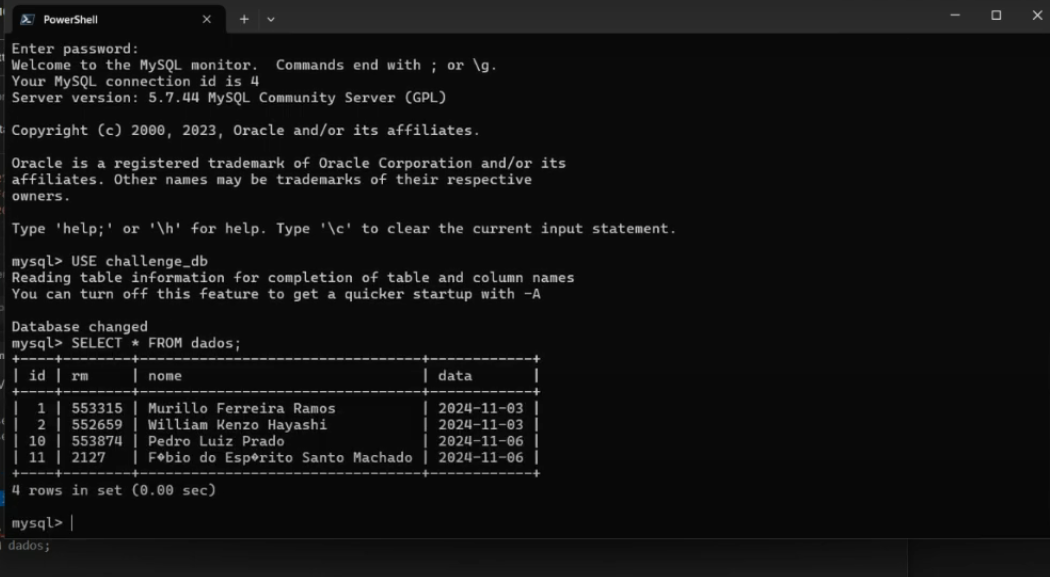 PowerShell
Enter password:
Welcome to the MySQL monitor.  Commands end with ; or \g.
Your MySQL connection id is 4
Server version: 5.7.44 MySQL Community Server (GPL)
Copyright (c) 2000, 2023, Oracle and/or its affiliates.
Oracle is a registered trademark of Oracle Corporation and/or its
affiliates. Other names may be trademarks of their respective
owners.
Type 'help;' or '\h' for help. Type '\c' to clear the current input statement.
mysql> USE challenge_db
Reading table information for completion of table and column names
You can turn off this feature to get a quicker startup with -A
Database changed
mysql> SELECT * FROM dados;
+----+--------+---------------------------------+------------+
| id | rm     | nome                            | data       |
+----+--------+---------------------------------+------------+
|  1 | 553315 | Murillo Ferreira Ramos          | 2024-11-03 |
|  2 | 552659 | William Kenzo Hayashi           | 2024-11-03 |
| 10 | 553874 | Pedro Luiz Prado                | 2024-11-06 |
| 11 | 2127   | F�bio do Esp�rito Santo Machado | 2024-11-06 |
+----+--------+---------------------------------+------------+
4 rows in set (0.00 sec)
mysql>
dados;